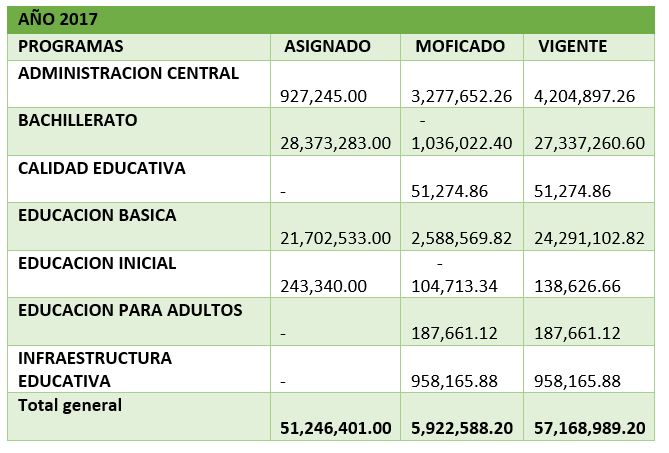 AÑO 2017
PROGRAMAS ASIGNADO MOFICADO VIGENTE
ADMINISTRACION CENTRAL
927,245.00 3,277,652.26 4,204,897.26
BACHILLERATO -
28,373,283.00 1,036,022.40 27,337,260.60
CALIDAD EDUCATIVA
- 51,274.86 51,274.86
EDUCACION BASICA
21,702,533.00 2,588,569.82 24,291,102.82
EDUCACION INICIAL -
243,340.00 104,713.34 138,626.66
EDUCACION PARA ADULTOS
- 187,661.12 187,661.12
INFRAESTRUCTURA
EDUCATIVA - 958,165.88 958,165.88
Total general
51,246,401.00 5,922,588.20 57,168,989.20